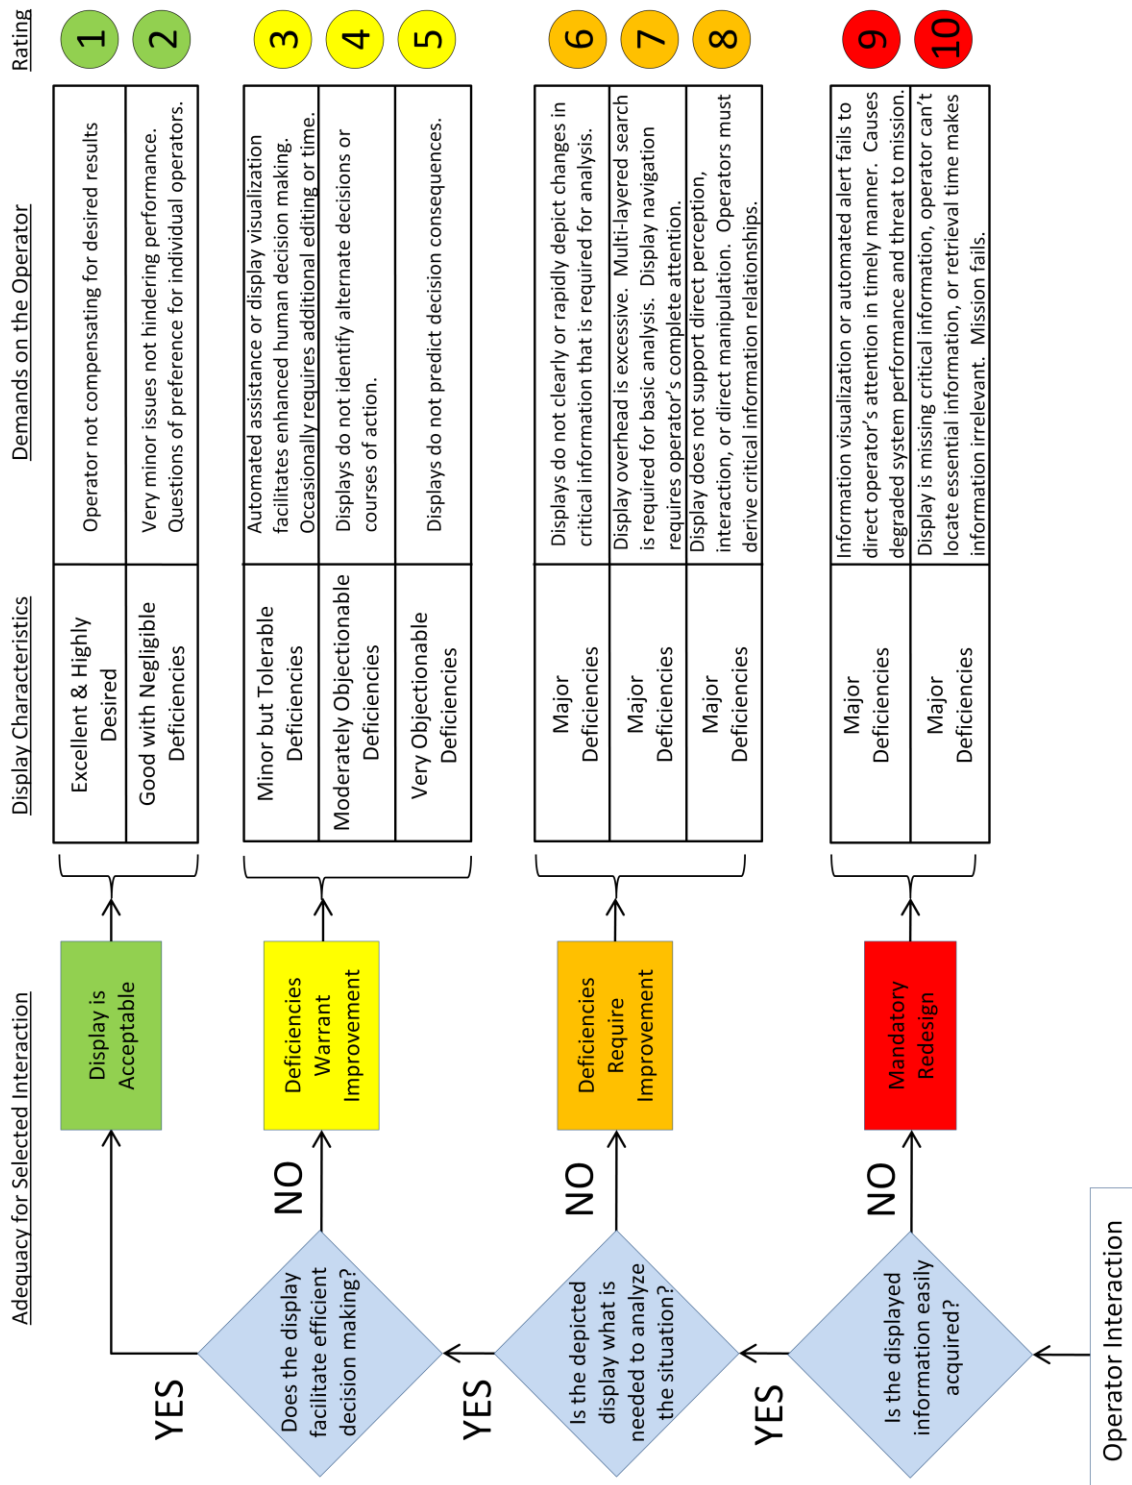 Adequacy for Selected Interaction
Display Characteristics
Demands on the Operator
Rating
Display is
Acceptable
Excellent & Highly
Desired
Operator not compensating for desired results
1
Good with Negligible
Deficiencies
Very minor issues not hindering performance.
Questions of preference for individual operators.
2
YES
Does the display
facilitate efficient
decision making?
NO
Deficiencies
Warrant
Improvement
Minor but Tolerable
Deficiencies
Automated assistance or display visualization
facilitates enhanced human decision making.
Occasionally requires additional editing or time.
3
Moderately Objectionable
Deficiencies
Displays do not identify alternate decisions or
courses of action.
4
Very Objectionable
Deficiencies
Displays do not predict decision consequences.
5
YES
Is the depicted
display what is
needed to analyze
the situation?
NO
Deficiencies
Require
Improvement
Major
Deficiencies
Displays do not clearly or rapidly depict changes in
critical information that is required for analysis.
6
Major
Deficiencies
Display overhead is excessive.  Multi-layered search
is required for basic analysis.  Display navigation
requires operator’s complete attention.
7
Major
Deficiencies
Display does not support direct perception,
interaction, or direct manipulation.  Operators must
derive critical information relationships.
8
YES
Is the displayed
information easily
acquired?
NO
Mandatory
Redesign
Major
Deficiencies
Information visualization or automated alert fails to
direct operator’s attention in timely manner.  Causes
degraded system performance and threat to mission.
9
Major
Deficiencies
Display is missing critical information, operator can’t
locate essential information, or retrieval time makes
information irrelevant.  Mission fails.
10
Operator Interaction